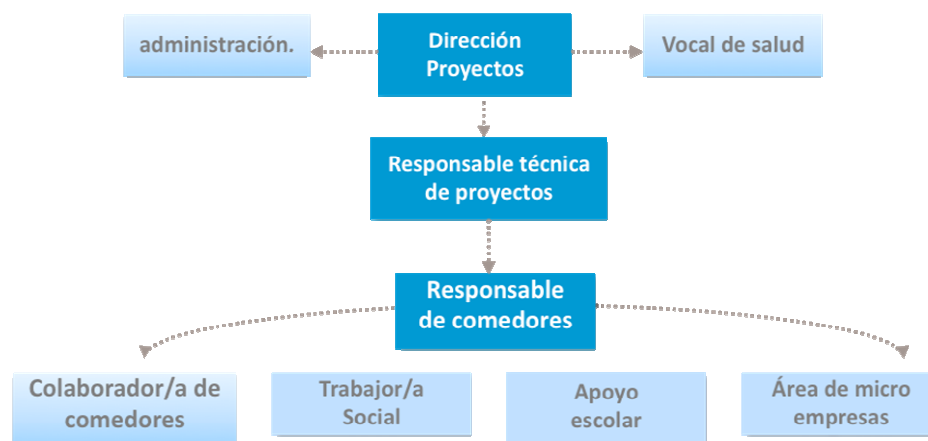 administración.
Dirección
Proyectos
Vocal de salud
Responsable técnica
de proyectos
Responsable
de comedores
Colaborador/a de
comedores
Trabajor/a
Social
Apoyo
escolar
Área de micro
empresas